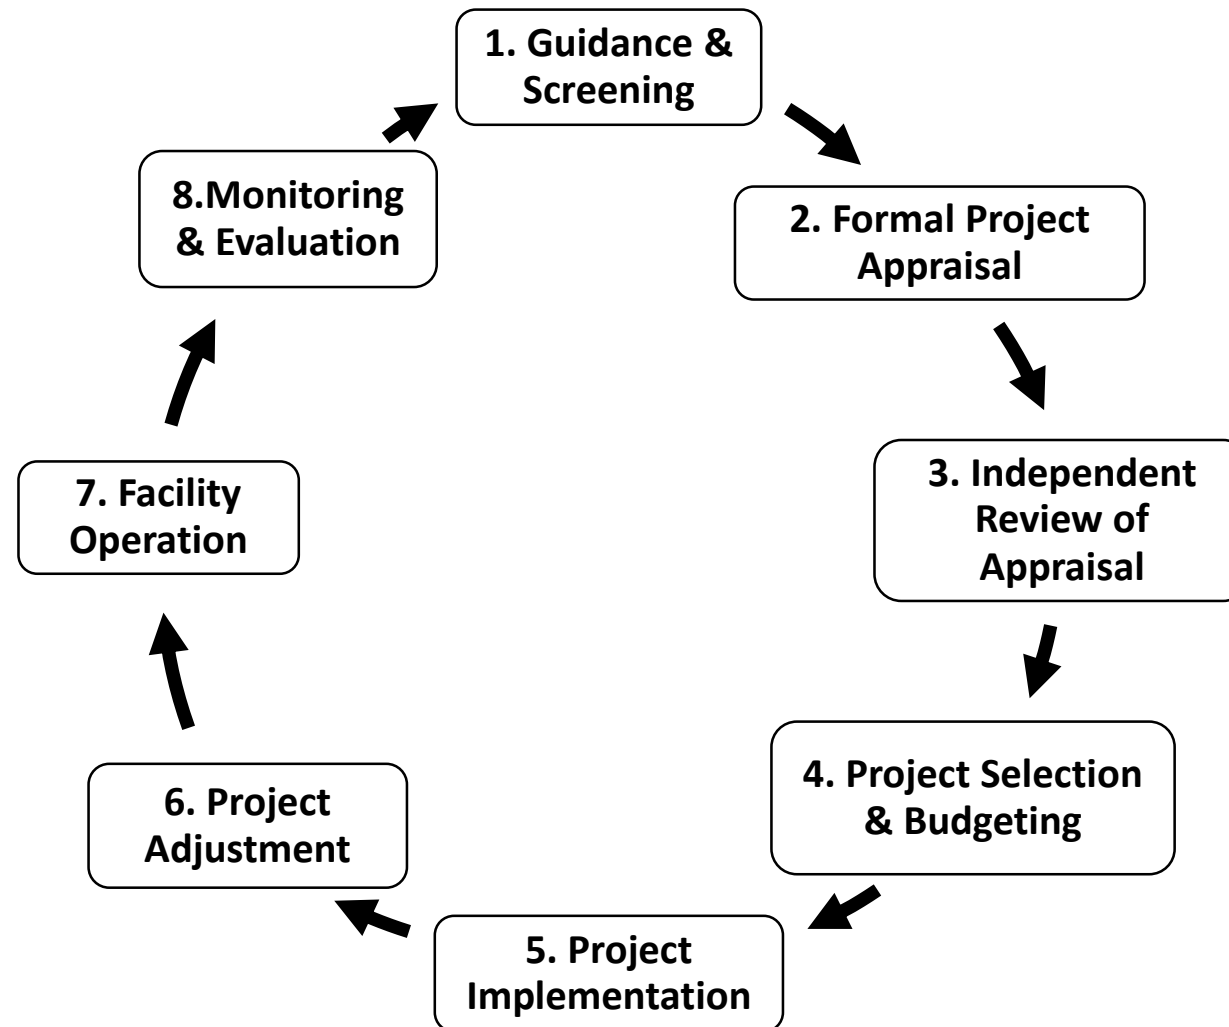 1. Guidance &
Screening
2. Formal Project
Appraisal
3. Independent
Review of
Appraisal
4. Project Selection
& Budgeting
5. Project
Implementation
6. Project
Adjustment
7. Facility
Operation
8.Monitoring
& Evaluation